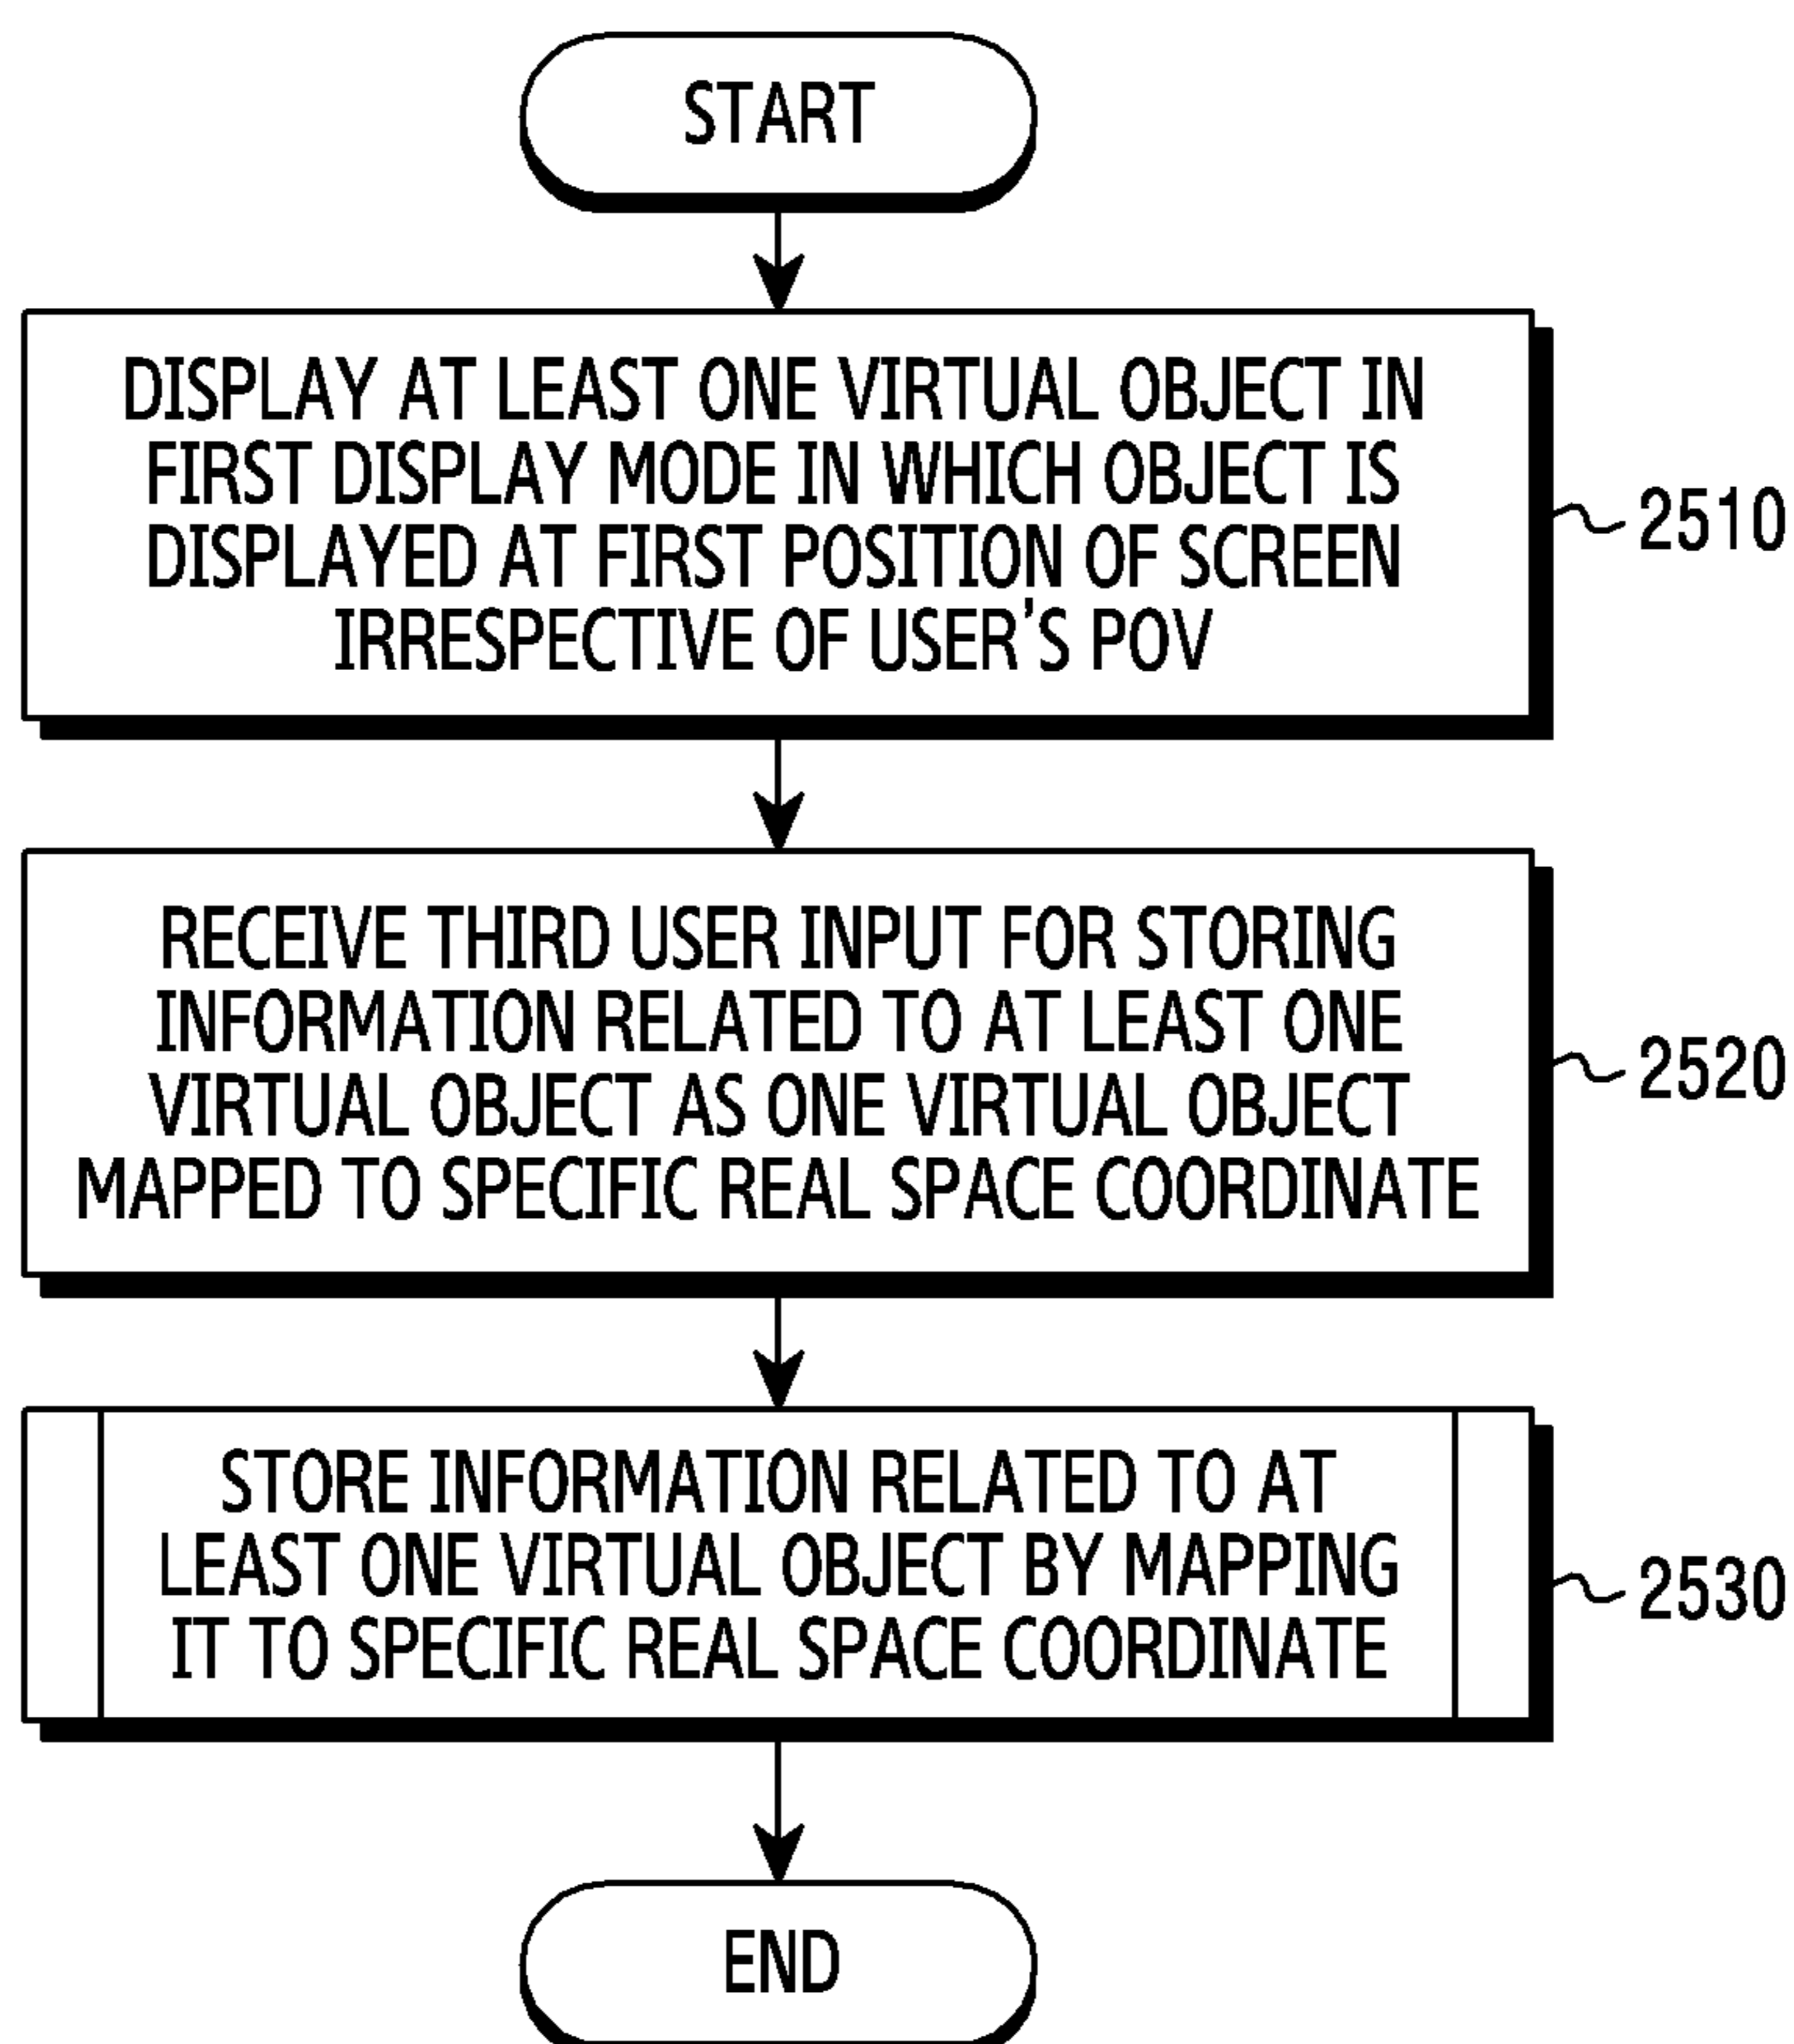 START
DISPLAY AT LEAST ONE VIRTUAL OBJECT IN
FIRST DISPLAY MODE IN WHICH OBJECT IS
DISPLAYED AT FIRST POSITION OF SCREEN
IRRESPECTIVE OF USER'S POV
2510
RECEIVE THIRD USER INPUT FOR STORING
INFORMATION RELATED TO AT LEAST ONE
VIRTUAL OBJECT AS ONE VIRTUAL OBJECT
MAPPED TO SPECIFIC REAL SPACE COORDINATE
2520
STORE INFORMATION RELATED TO AT
LEAST ONE VIRTUAL OBJECT BY MAPPING
IT TO SPECIFIC REAL SPACE COORDINATE
2530
END